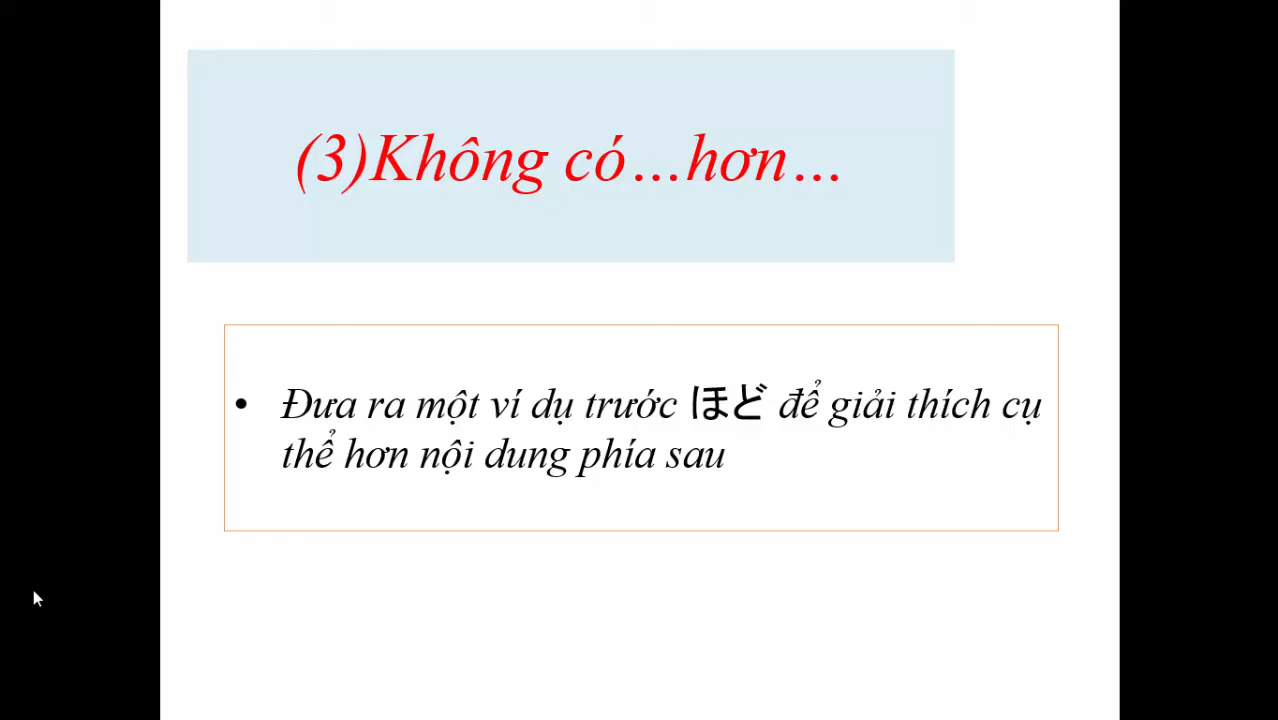 (3)Không có…hơn…
• Đưa ra một ví dụ trước ほど để giải thích cụ
thể hơn nội dung phía sau